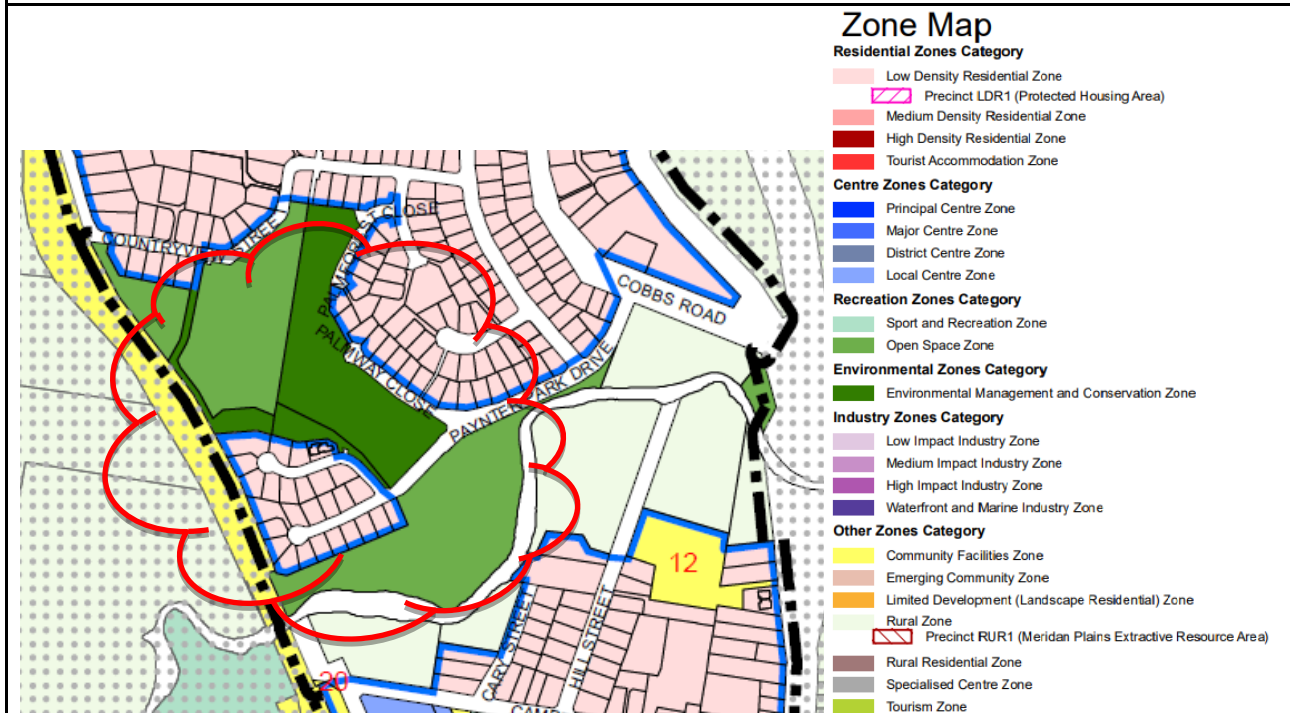 Zone Map
Residential Zones Category
Low Density Residential Zone
Precinct LDR1 (Protected Housing Area)
Medium Density Residential Zone
High Density Residential Zone
Tourist Accommodation Zone
Centre Zones Category
Principal Centre Zone
Major Centre Zone
District Centre Zone
Local Centre Zone
Recreation Zones Category
Sport and Recreation Zone
Open Space Zone
Environmental Zones Category
Environmental Management and Conservation Zone
Industry Zones Category
Low Impact Industry Zone
Medium Impact Industry Zone
High Impact Industry Zone
Waterfront and Marine Industry Zone
Other Zones Category
Community Facilities Zone
Emerging Community Zone
Limited Development (Landscape Residential) Zone
Rural Zone
Precinct RUR1 (Meridan Plains Extractive Resource Area)
Rural Residential Zone
Specialised Centre Zone
Tourism Zone
COUNTRYVIEW STREET
PALMFOREST CLOSE
PALMWAY CLOSE
PAYNTER PARK DRIVE
COBBS ROAD
12
CARY STREET
HILL STREET
20